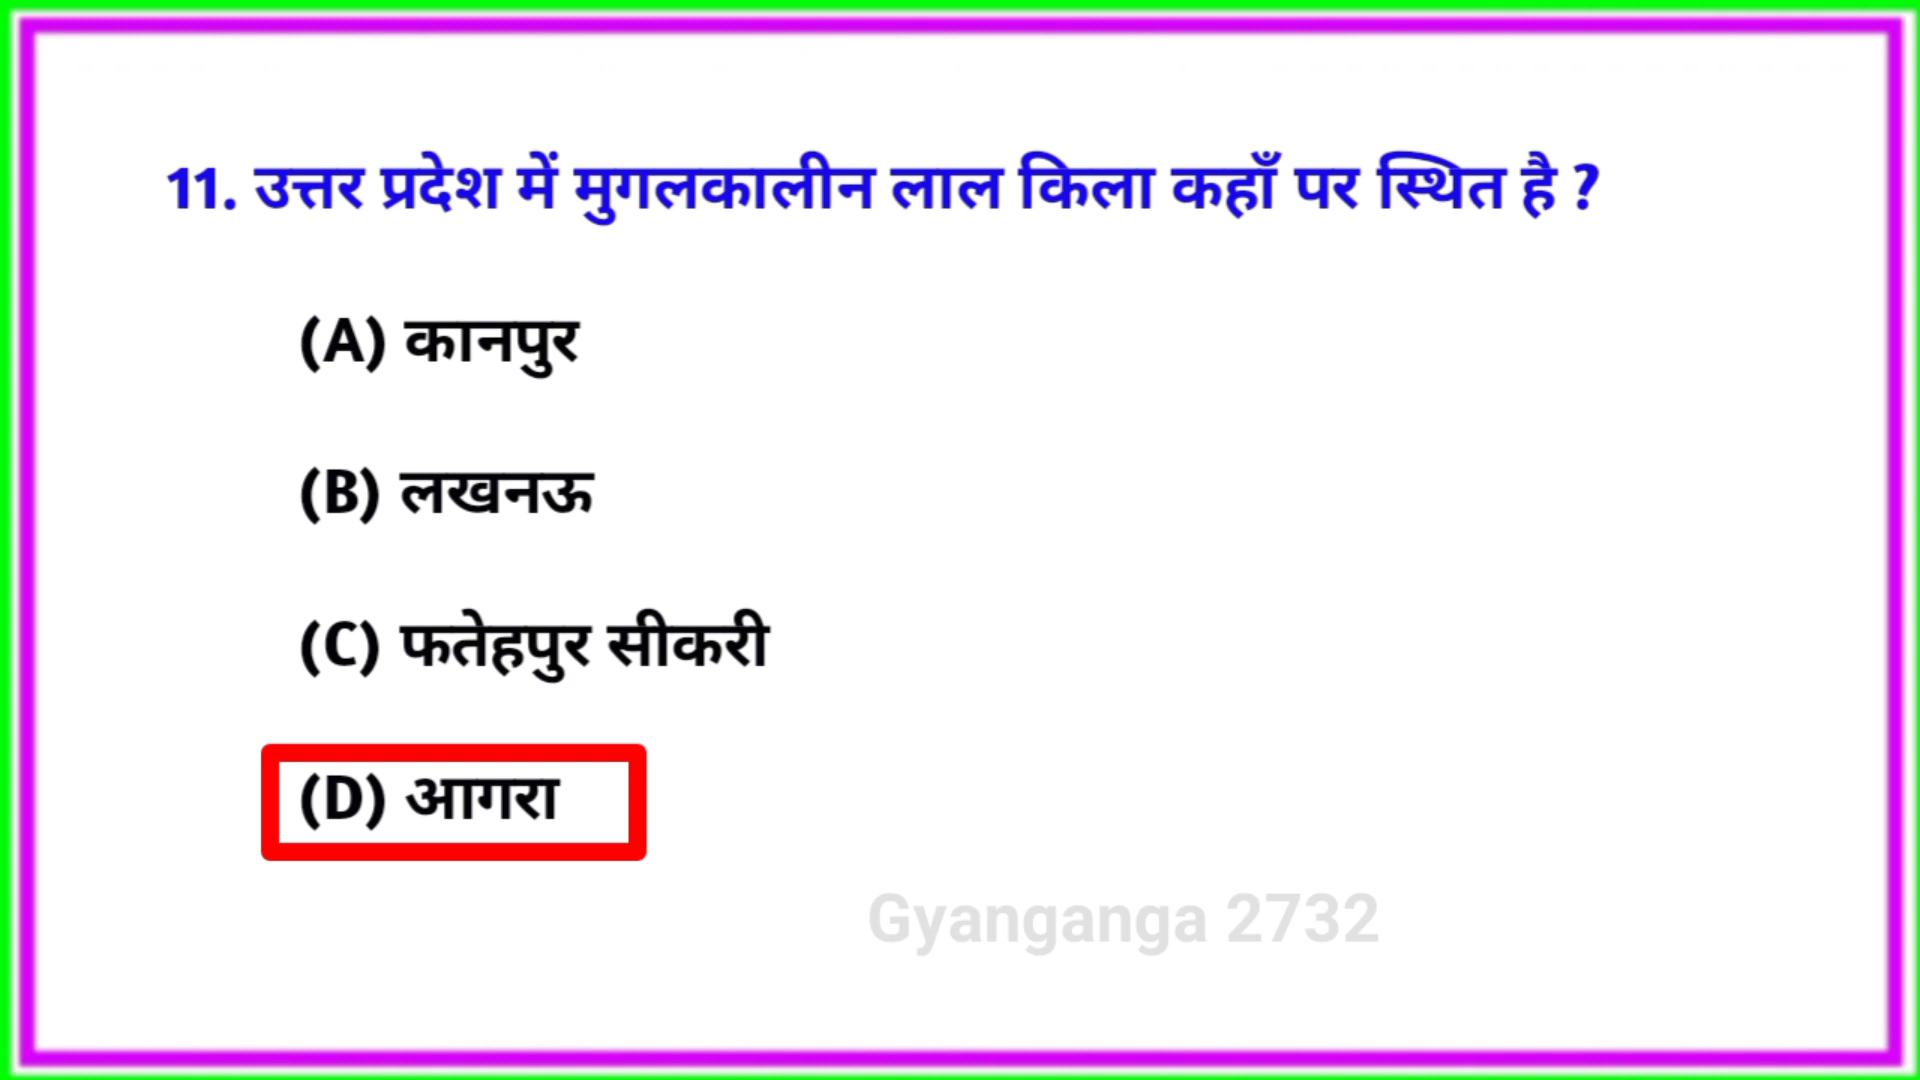 11. उत्तर प्रदेश में मुगलकालीन लाल किला कहाँ पर स्थित है ?
(A) कानपुर
(B) लखनऊ
(C) फतेहपुर सीकरी
(D) आगरा
Gyanganga 2732